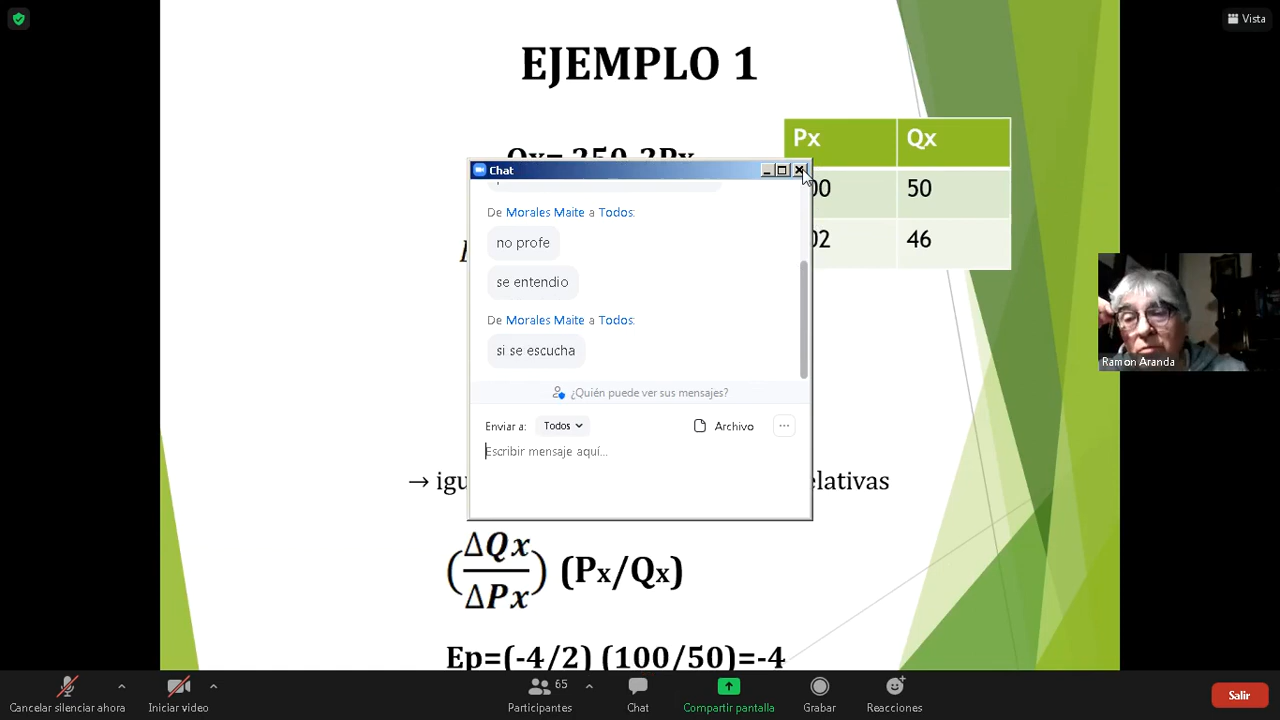 Vista
EJEMPLO 1
Qx= 250-2Px
Px Qx
00 50
02 46
Chat
De Morales Maite a Todos:
no profe
se entendio
De Morales Maite a Todos:
si se escucha
¿Quién puede ver sus mensajes?
Enviar a: Todos Archivo
Escribir mensaje aquí...
Ramon Aranda
→ igu elativas
(ΔQx/ΔPx) (Px/Qx)
Ep=(-4/2) (100/50)=-4
Cancelar silenciar ahora
Iniciar video
65
Participantes
Chat
Compartir pantalla
Grabar
Reacciones
Salir